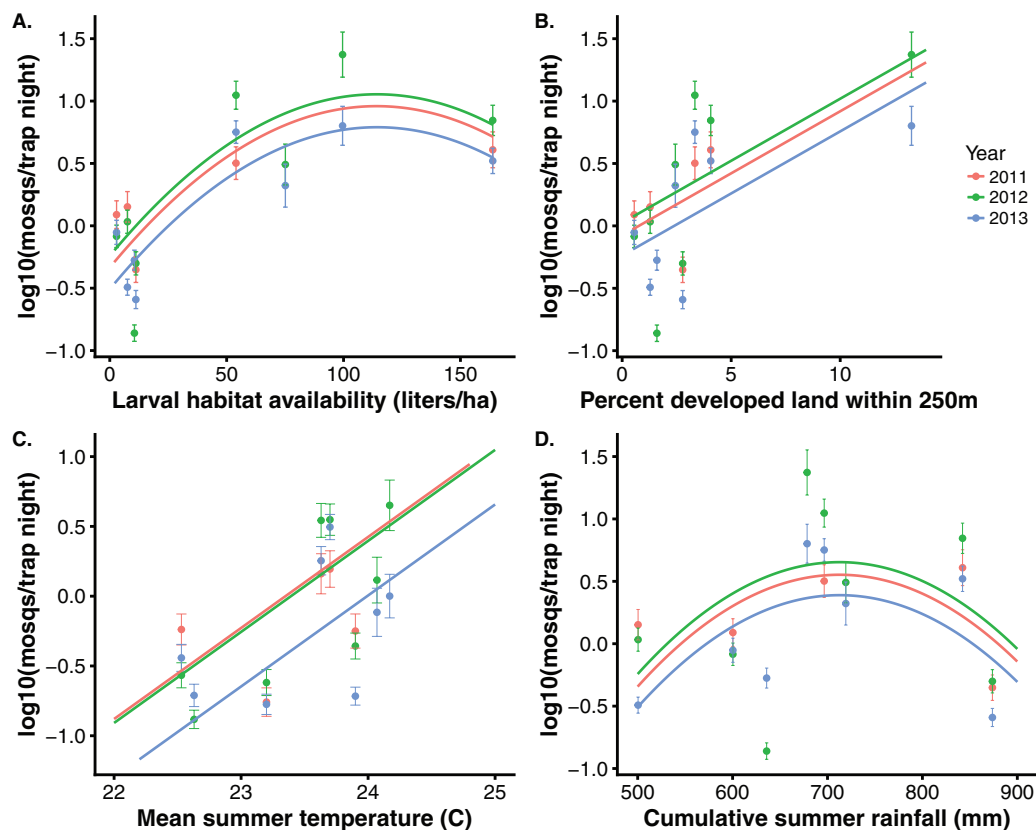 A.
log10(mosqs/trap night)
1.5
1.0
0.5
0.0
−0.5
−1.0
0 50 100 150
Larval habitat availability (liters/ha)
B.
log10(mosqs/trap night)
1.5
1.0
0.5
0.0
−0.5
−1.0
0 5 10
Percent developed land within 250m
Year
2011
2012
2013
C.
log10(mosqs/trap night)
1.0
0.5
0.0
−0.5
−1.0
22 23 24 25
Mean summer temperature (C)
D.
log10(mosqs/trap night)
1.5
1.0
0.5
0.0
−0.5
−1.0
500 600 700 800 900
Cumulative summer rainfall (mm)